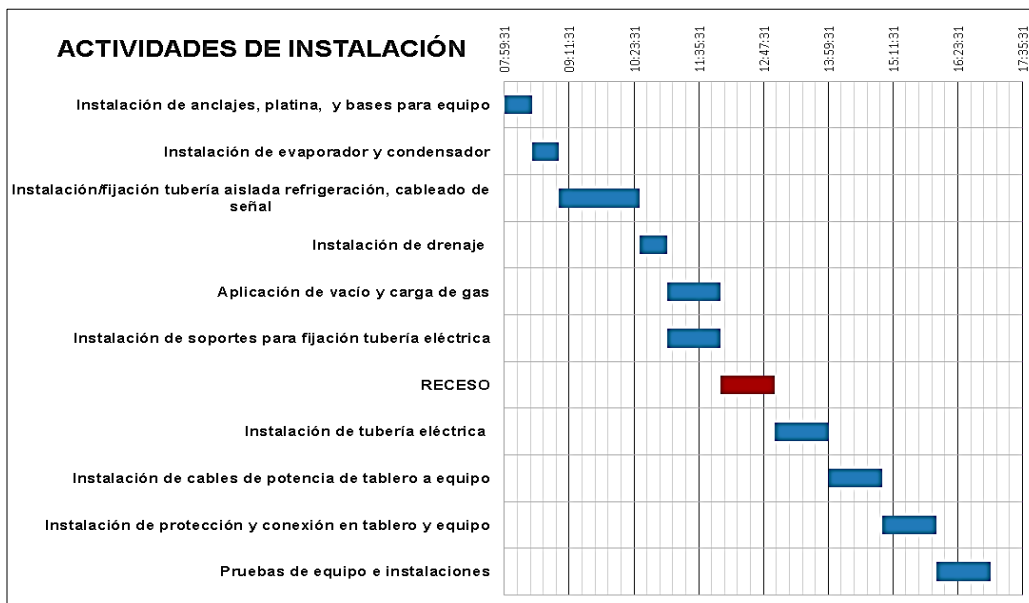 ACTIVIDADES DE INSTALACIÓN
07:59:31
09:11:31
10:23:31
11:35:31
12:47:31
13:59:31
15:11:31
16:23:31
17:35:31
Instalación de anclajes, platina, y bases para equipo
Instalación de evaporador y condensador
Instalación/fijación tubería aislada refrigeración, cableado de
señal
Instalación de drenaje
Aplicación de vacío y carga de gas
Instalación de soportes para fijación tubería eléctrica
RECESO
Instalación de tubería eléctrica
Instalación de cables de potencia de tablero a equipo
Instalación de protección y conexión en tablero y equipo
Pruebas de equipo e instalaciones